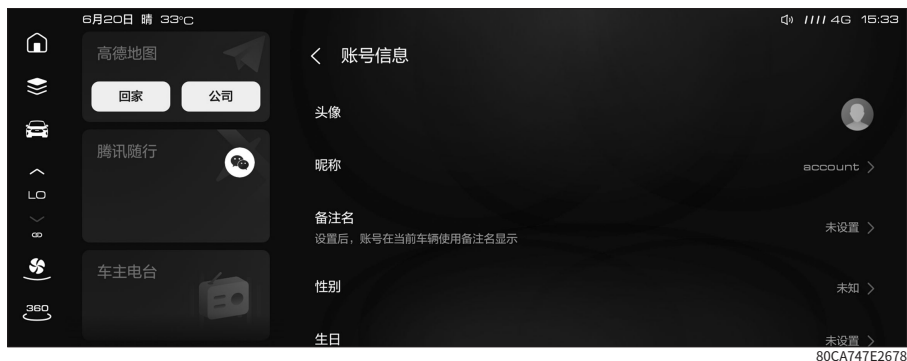 6月20日 晴 33℃
4G 15:33
高德地图
回家 公司
腾讯随行
车主电台
LO
360
账号信息
头像
昵称 account
备注名
设置后，账号在当前车辆使用备注名显示
未设置
性别 未知
生日 未设置
80CA747E2678